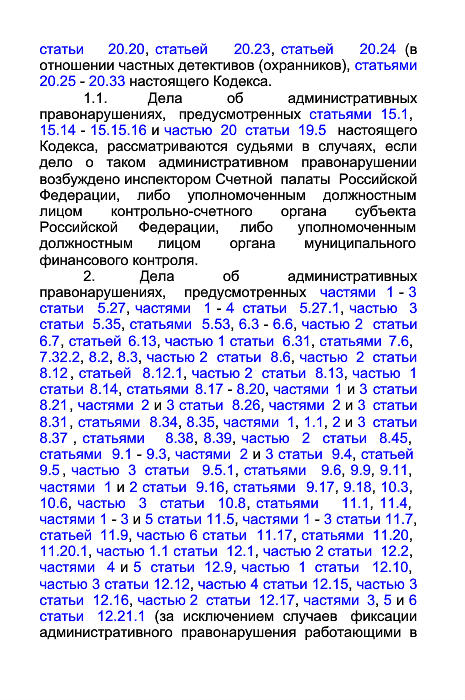 статьи 20.20, статьей 20.23, статьей 20.24 (в
отношении частных детективов (охранников), статьями
20.25 - 20.33 настоящего Кодекса.
1.1. Дела об административных
правонарушениях, предусмотренных статьями 15.1,
15.14 - 15.15.16 и частью 20 статьи 19.5 настоящего
Кодекса, рассматриваются судьями в случаях, если
дело о таком административном правонарушении
возбуждено инспектором Счетной палаты Российской
Федерации, либо уполномоченным должностным
лицом контрольно-счетного органа субъекта
Российской Федерации, либо уполномоченным
должностным лицом органа муниципального
финансового контроля.
2. Дела об административных
правонарушениях, предусмотренных частями 1 - 3
статьи 5.27, частями 1 - 4 статьи 5.27.1, частью 3
статьи 5.35, статьями 5.53, 6.3 - 6.6, частью 2 статьи
6.7, статьей 6.13, частью 1 статьи 6.31, статьями 7.6,
7.32.2, 8.2, 8.3, частью 2 статьи 8.6, частью 2 статьи
8.12 , статьей 8.12.1, частью 2 статьи 8.13, частью 1
статьи 8.14, статьями 8.17 - 8.20, частями 1 и 3 статьи
8.21, частями 2 и 3 статьи 8.26, частями 2 и 3 статьи
8.31, статьями 8.34, 8.35, частями 1, 1.1, 2 и 3 статьи
8.37 , статьями 8.38, 8.39, частью 2 статьи 8.45,
статьями 9.1 - 9.3, частями 2 и 3 статьи 9.4, статьей
9.5 , частью 3 статьи 9.5.1, статьями 9.6, 9.9, 9.11,
частями 1 и 2 статьи 9.16, статьями 9.17, 9.18, 10.3,
10.6, частью 3 статьи 10.8, статьями 11.1, 11.4,
частями 1 - 3 и 5 статьи 11.5, частями 1 - 3 статьи 11.7,
статьей 11.9, частью 6 статьи 11.17, статьями 11.20,
11.20.1, частью 1.1 статьи 12.1, частью 2 статьи 12.2,
частями 4 и 5 статьи 12.9, частью 1 статьи 12.10,
частью 3 статьи 12.12, частью 4 статьи 12.15, частью 3
статьи 12.16, частью 2 статьи 12.17, частями 3, 5 и 6
статьи 12.21.1 (за исключением случаев фиксации
административного правонарушения работающими в